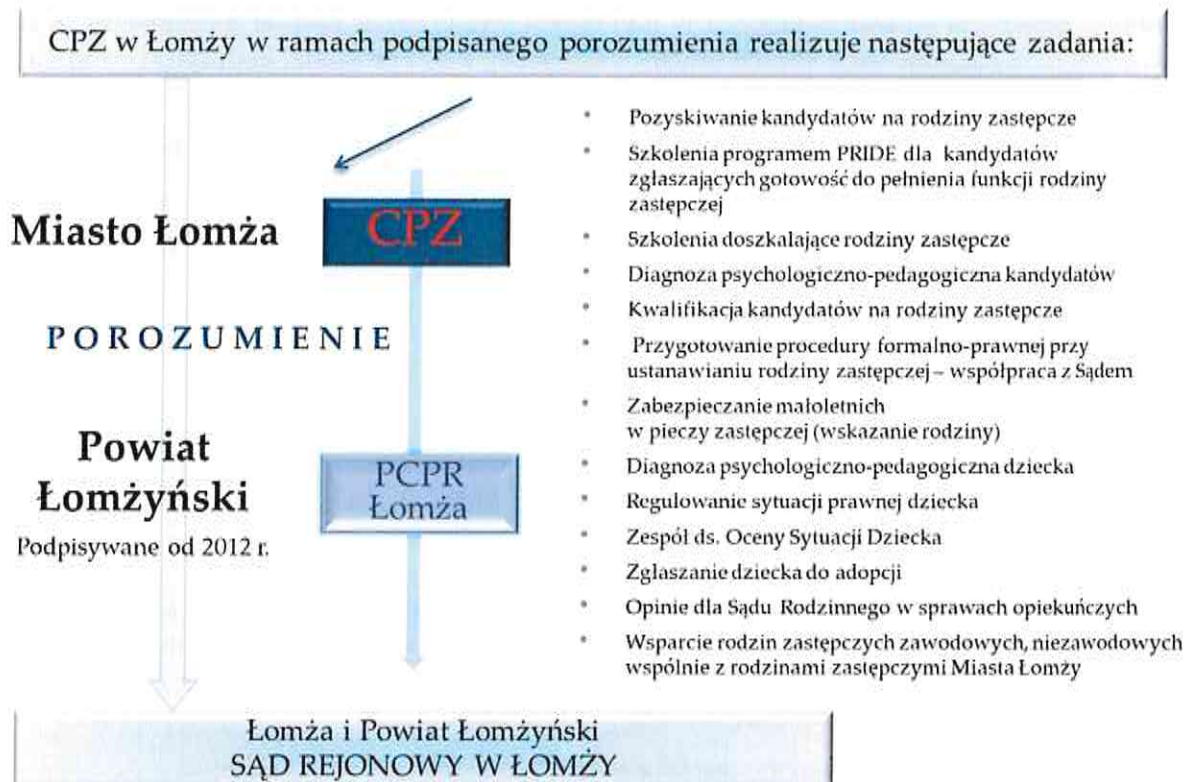 CPZ w Łomży w ramach podpisanego porozumienia realizuje następujące zadania:
Miasto Łomża
CPZ
POROZUMIENIE
Powiat
Łomżyński
Podpisywane od 2012 r.
PCPR
Łomża
• Pozyskiwanie kandydatów na rodziny zastępcze
• Szkolenia programem PRIDE dla kandydatów
zgłaszających gotowość do pełnienia funkcji rodziny
zastępczej
• Szkolenia doszkalające rodziny zastępcze
• Diagnoza psychologiczno-pedagogiczna kandydatów
• Kwalifikacja kandydatów na rodziny zastępcze
• Przygotowanie procedury formalno-prawnej przy
ustanawianiu rodziny zastępczej – współpraca z Sądem
• Zabezpieczanie małoletnich
w pieczy zastępczej (wskazanie rodziny)
• Diagnoza psychologiczno-pedagogiczna dziecka
• Regulowanie sytuacji prawnej dziecka
• Zespół ds. Oceny Sytuacji Dziecka
• Zgłaszanie dziecka do adopcji
• Opinie dla Sądu Rodzinnego w sprawach opiekuńczych
• Wsparcie rodzin zastępczych zawodowych, niezawodowych
wspólnie z rodzinami zastępczymi Miasta Łomży
Łomża i Powiat Łomżyński
SĄD REJONOWY W ŁOMŻY